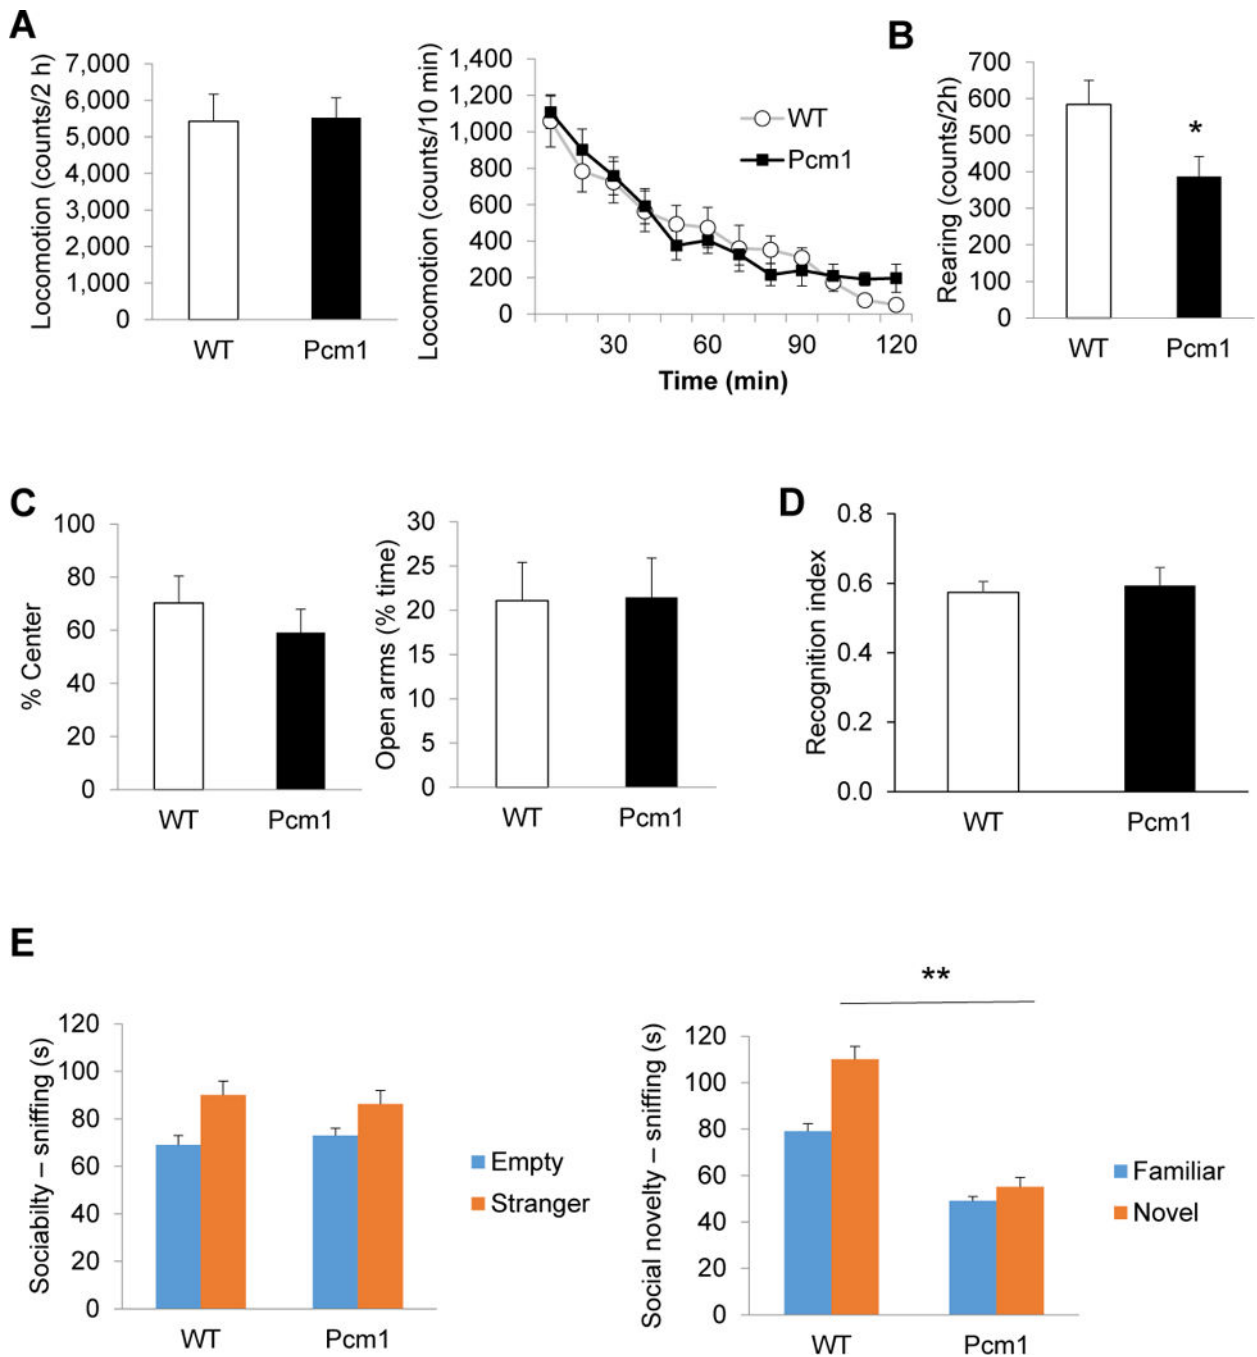 A
Locomotion (counts/2 h)
7,000
6,000
5,000
4,000
3,000
2,000
1,000
0
WT
Pcm1
Locomotion (counts/10 min)
1,400
1,200
1,000
800
600
400
200
0
30
60
90
120
Time (min)
WT
Pcm1
B
Rearing (counts/2h)
700
600
500
400
300
200
100
0
*
WT
Pcm1
C
% Center
100
80
60
40
20
0
WT
Pcm1
Open arms (% time)
30
25
20
15
10
5
0
WT
Pcm1
D
Recognition index
0.8
0.6
0.4
0.2
0.0
WT
Pcm1
E
Sociabilty – sniffing (s)
120
100
80
60
40
20
0
WT
Pcm1
Empty
Stranger
Social novelty – sniffing (s)
120
100
80
60
40
20
0
**
WT
Pcm1
Familiar
Novel